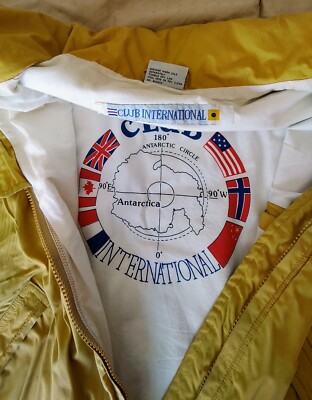 CLUB INTERNATIONAL
CLUB
180°
ANTARCTIC CIRCLE
90°E
90°W
Antarctica
0°
INTERNATIONAL